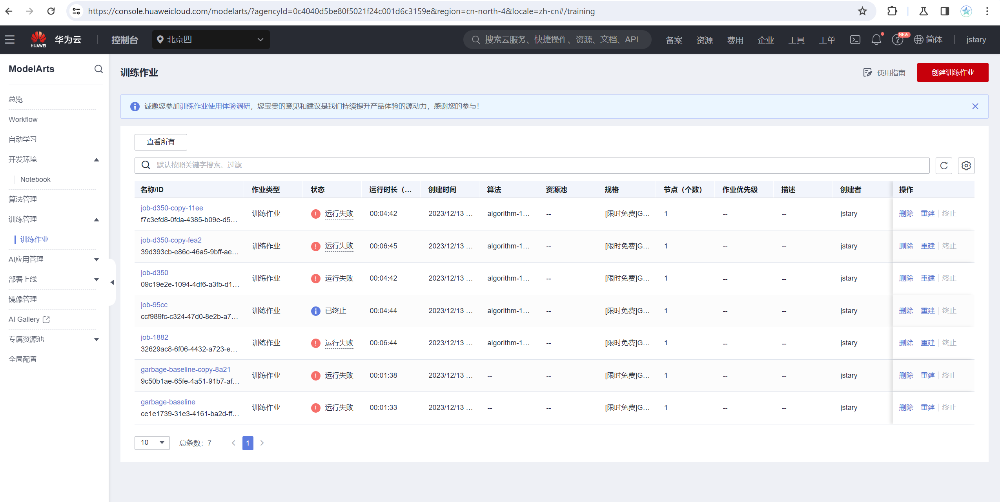 https://console.huaweicloud.com/modelarts/?agencyId=0c4040d5be80f5021f24c001d6c3159e&region=cn-north-4&locale=zh-cn#/training
HUAWEI 华为云 控制台 北京四 搜索云服务、快捷操作、资源、文档、API 备案 资源 费用 企业 工具 工单 NEW 简体 jstary
ModelArts
总览
Workflow
自动学习
开发环境
Notebook
算法管理
训练管理
训练作业
AI应用管理
部署上线
镜像管理
AI Gallery
专属资源池
全局配置
训练作业 使用指南 创建训练作业
诚邀您参加训练作业使用体验调研，您宝贵的意见和建议是我们持续提升产品体验的源动力，感谢您的参与！
查看所有
默认按照关键字搜索、过滤
名称/ID 作业类型 状态 运行时长（... 创建时间 算法 资源池 规格 节点（个数） 作业优先级 描述 创建者 操作
job-d350-copy-11ee
f7c3efd8-0fda-4385-b09e-d5... 训练作业 运行失败 00:04:42 2023/12/13 ... algorithm-1... -- [限时免费]G... 1 -- -- jstary 删除 重建 终止
job-d350-copy-fea2
39d393cb-e86c-46a5-9bff-ae... 训练作业 运行失败 00:06:45 2023/12/13 ... algorithm-1... -- [限时免费]G... 1 -- -- jstary 删除 重建 终止
job-d350
09c19e2e-1094-4df6-a3fb-d1... 训练作业 运行失败 00:04:42 2023/12/13 ... algorithm-1... -- [限时免费]G... 1 -- -- jstary 删除 重建 终止
job-95cc
ccf989fc-c324-47d0-8e2b-a7... 训练作业 已终止 00:04:44 2023/12/13 ... algorithm-1... -- [限时免费]G... 1 -- -- jstary 删除 重建 终止
job-1882
32629ac8-6f06-4432-a723-e... 训练作业 运行失败 00:06:44 2023/12/13 ... algorithm-1... -- [限时免费]G... 1 -- -- jstary 删除 重建 终止
garbage-baseline-copy-8a21
9c50b1ae-65fe-4a51-91b7-af... 训练作业 运行失败 00:01:38 2023/12/13 ... -- -- [限时免费]G... 1 -- -- jstary 删除 重建 终止
garbage-baseline
ce1e1739-31e3-4161-ba2d-ff... 训练作业 运行失败 00:01:33 2023/12/13 ... -- -- [限时免费]G... 1 -- -- jstary 删除 重建 终止
10 总条数：7 1